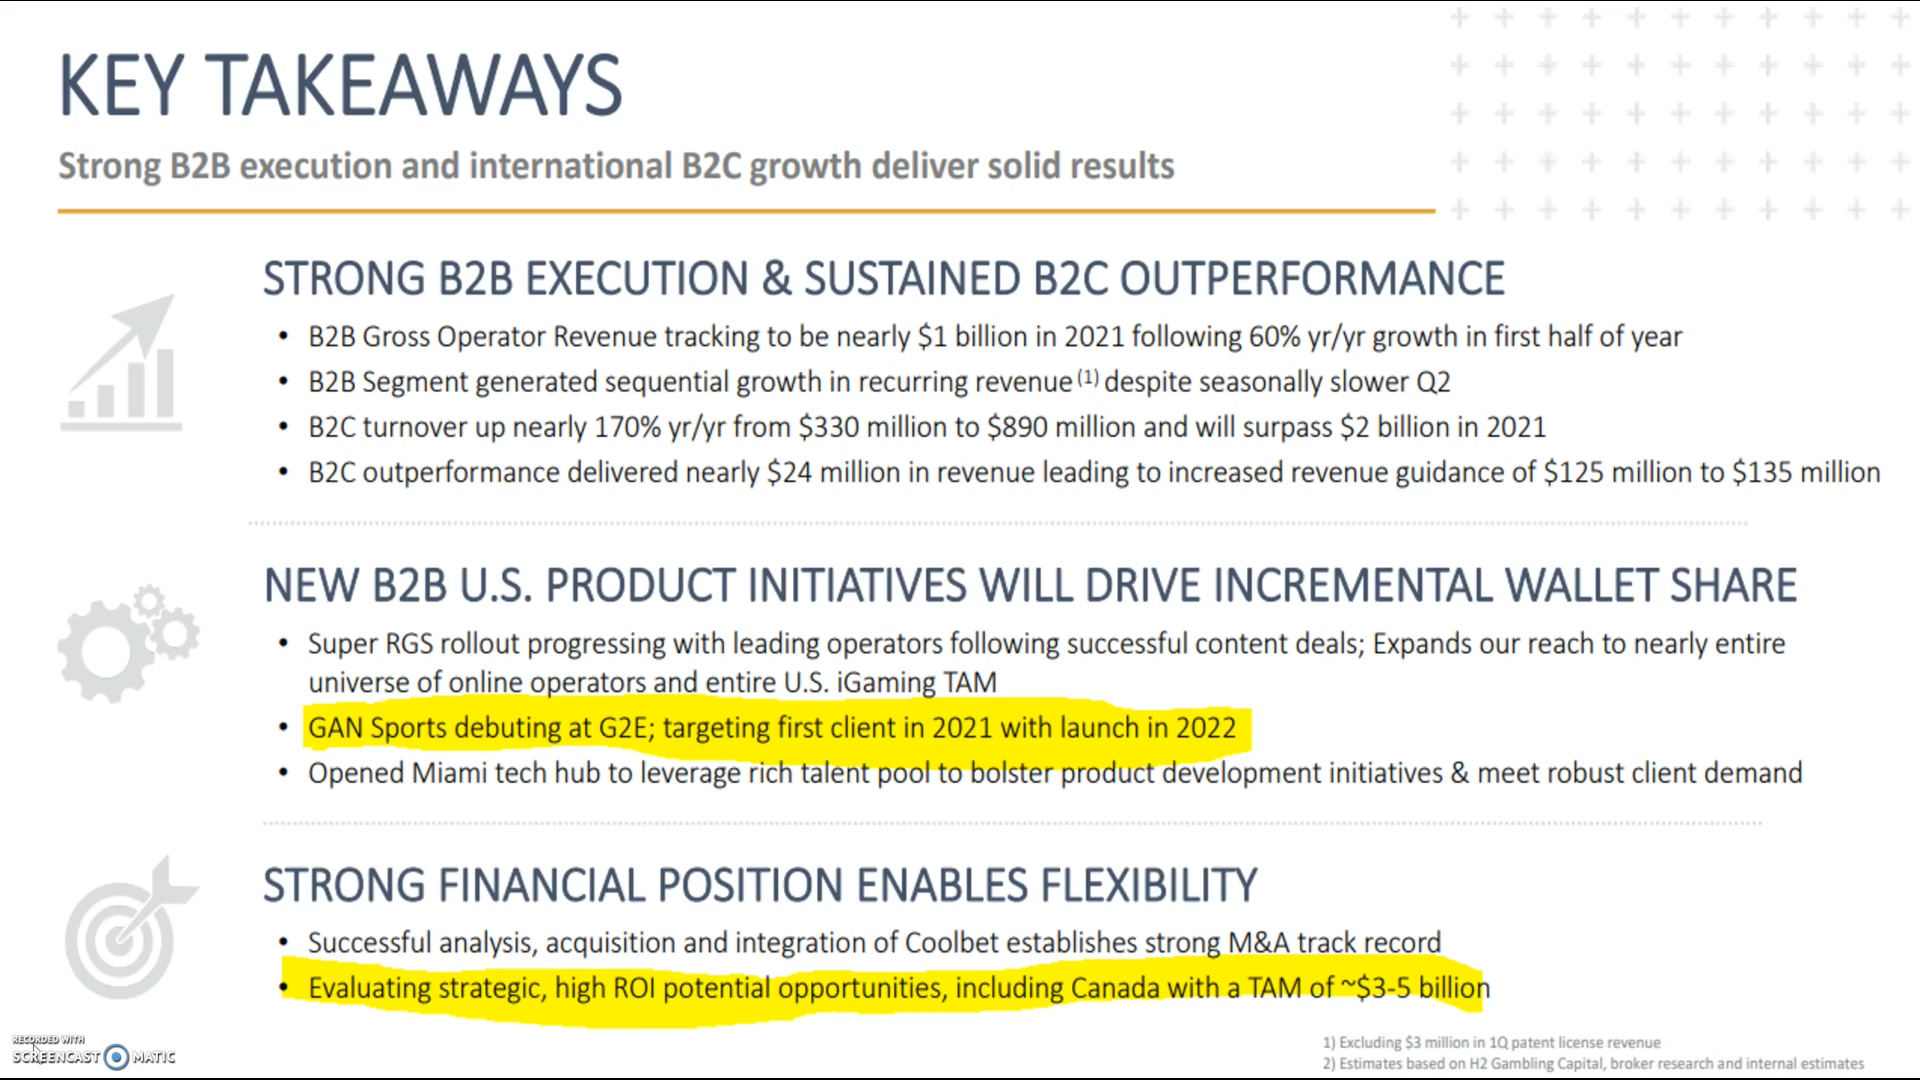 KEY TAKEAWAYS
Strong B2B execution and international B2C growth deliver solid results
STRONG B2B EXECUTION & SUSTAINED B2C OUTPERFORMANCE
• B2B Gross Operator Revenue tracking to be nearly $1 billion in 2021 following 60% yr/yr growth in first half of year
• B2B Segment generated sequential growth in recurring revenue (1) despite seasonally slower Q2
• B2C turnover up nearly 170% yr/yr from $330 million to $890 million and will surpass $2 billion in 2021
• B2C outperformance delivered nearly $24 million in revenue leading to increased revenue guidance of $125 million to $135 million
NEW B2B U.S. PRODUCT INITIATIVES WILL DRIVE INCREMENTAL WALLET SHARE
• Super RGS rollout progressing with leading operators following successful content deals; Expands our reach to nearly entire
universe of online operators and entire U.S. iGaming TAM
• GAN Sports debuting at G2E; targeting first client in 2021 with launch in 2022
• Opened Miami tech hub to leverage rich talent pool to bolster product development initiatives & meet robust client demand
STRONG FINANCIAL POSITION ENABLES FLEXIBILITY
• Successful analysis, acquisition and integration of Coolbet establishes strong M&A track record
• Evaluating strategic, high ROI potential opportunities, including Canada with a TAM of ~$3-5 billion
1) Excluding $3 million in 1Q patent license revenue
2) Estimates based on H2 Gambling Capital, broker research and internal estimates
RECORDED WITH
SCREENCAST MATIC